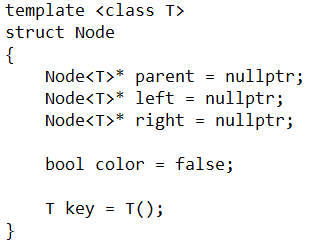 template <class T>
struct Node
{
    Node<T>* parent = nullptr;
    Node<T>* left = nullptr;
    Node<T>* right = nullptr;

    bool color = false;

    T key = T();
}